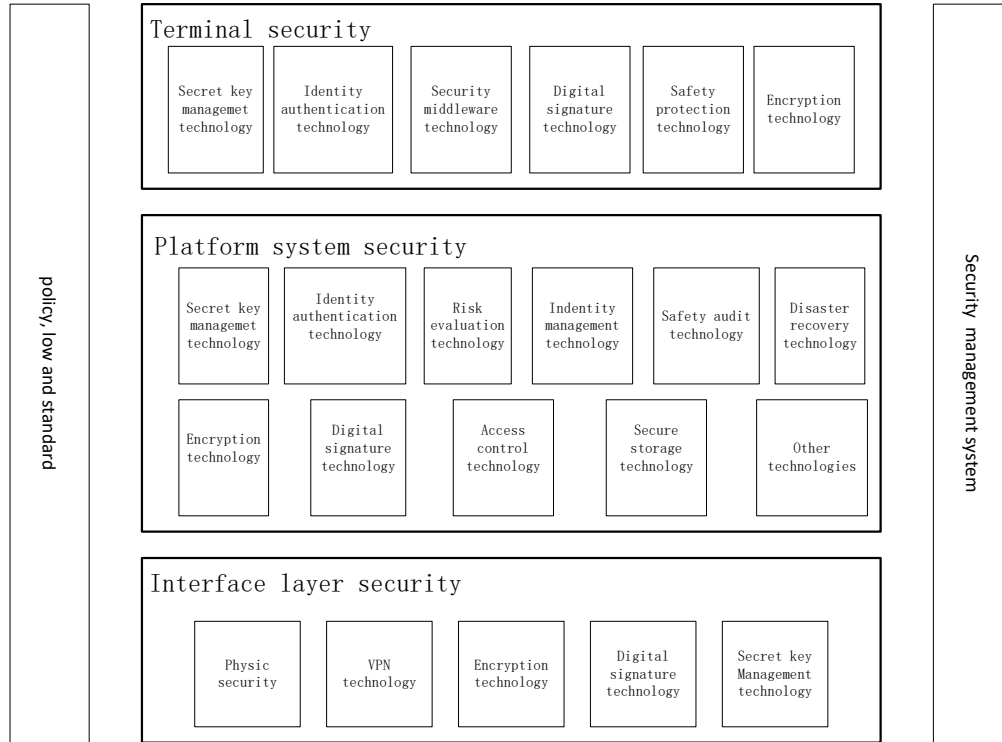 policy, low and standard
Terminal security
Secret key
managemet
technology
Identity
authentication
technology
Security
middleware
technology
Digital
signature
technology
Safety
protection
technology
Encryption
technology
Platform system security
Secret key
managemet
technology
Identity
authentication
technology
Risk
evaluation
technology
Indentity
management
technology
Safety audit
technology
Disaster
recovery
technology
Encryption
technology
Digital
signature
technology
Access
control
technology
Secure
storage
technology
Other
technologies
Interface layer security
Physic
security
VPN
technology
Encryption
technology
Digital
signature
technology
Secret key
Management
technology
Security management system